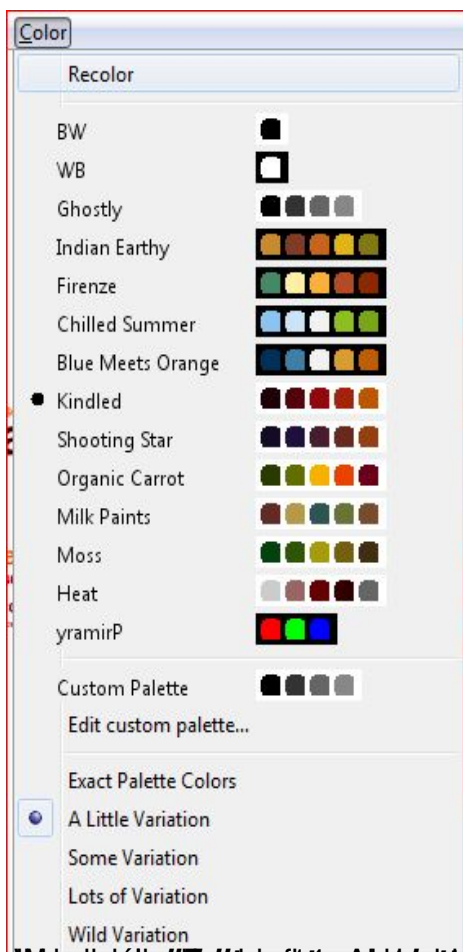 Color
Recolor
BW
WB
Ghostly
Indian Earthy
Firenze
Chilled Summer
Blue Meets Orange
Kindled
Shooting Star
Organic Carrot
Milk Paints
Moss
Heat
yramirP
Custom Palette
Edit custom palette...
Exact Palette Colors
A Little Variation
Some Variation
Lots of Variation
Wild Variation